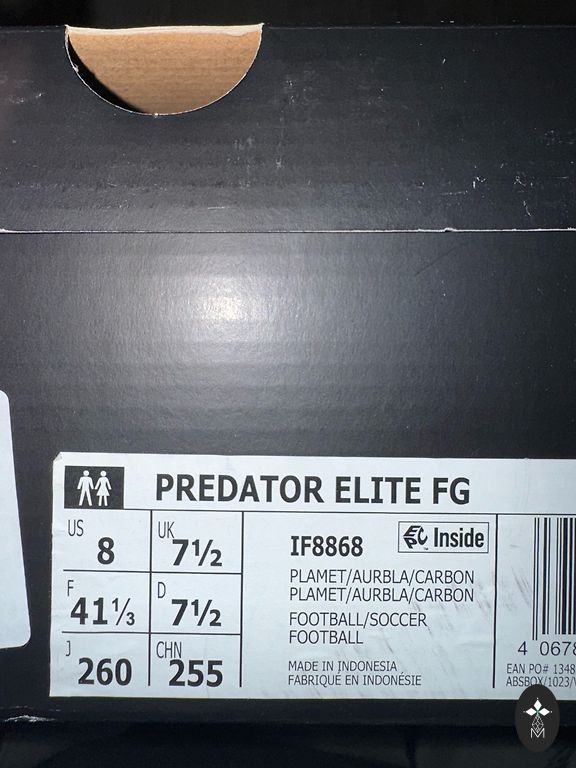 PREDATOR ELITE FG
US
8
UK
7½
F
41⅓
D
7½
J
260
CHN
255
IF8868
EPC™ Inside
PLAMET/AURBLA/CARBON
PLAMET/AURBLA/CARBON
FOOTBALL/SOCCER
FOOTBALL
MADE IN INDONESIA
FABRIQUÉ EN INDONÉSIE
4 0678
EAN PO# 1348
ABSBOX/1023/
M